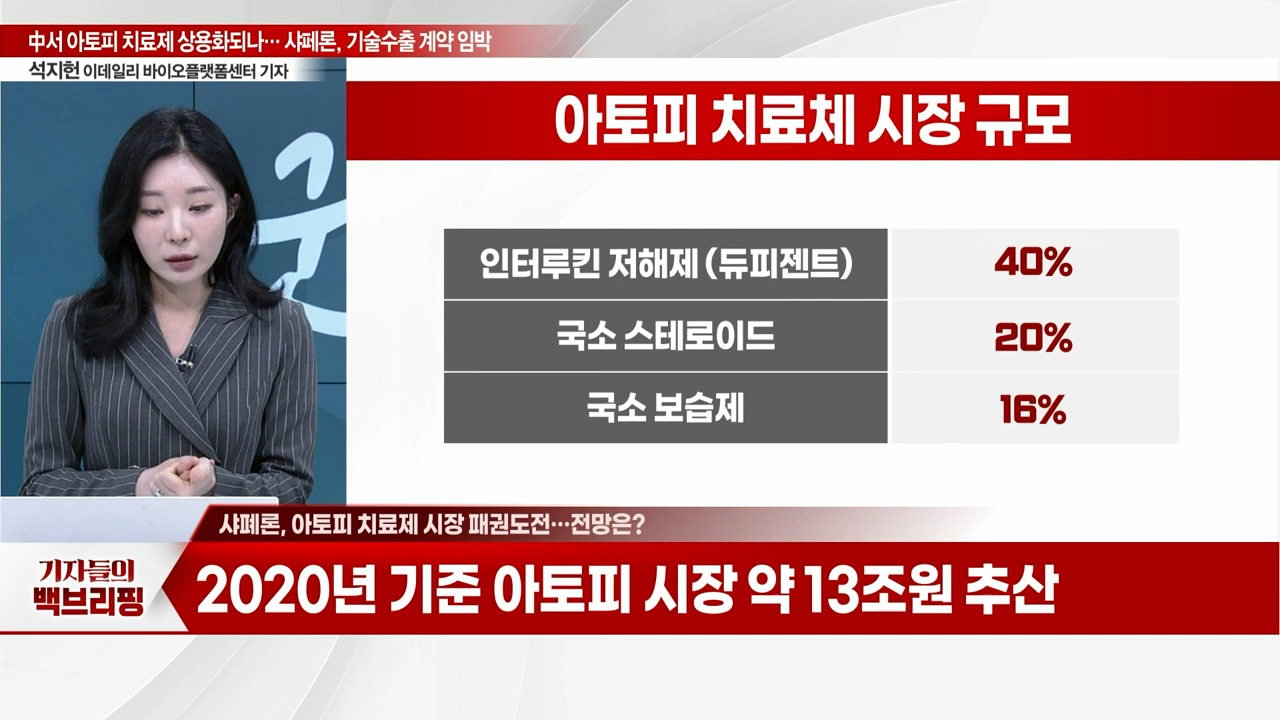 中서 아토피 치료제 상용화되나… 샤페론, 기술수출 계약 임박
석지헌 이데일리 바이오플랫폼센터 기자
아토피 치료체 시장 규모
인터루킨 저해제 (듀피젠트) 40%
국소 스테로이드 20%
국소 보습제 16%
샤페론, 아토피 치료제 시장 패권도전…전망은?
기자들의
백브리핑
2020년 기준 아토피 시장 약 13조원 추산